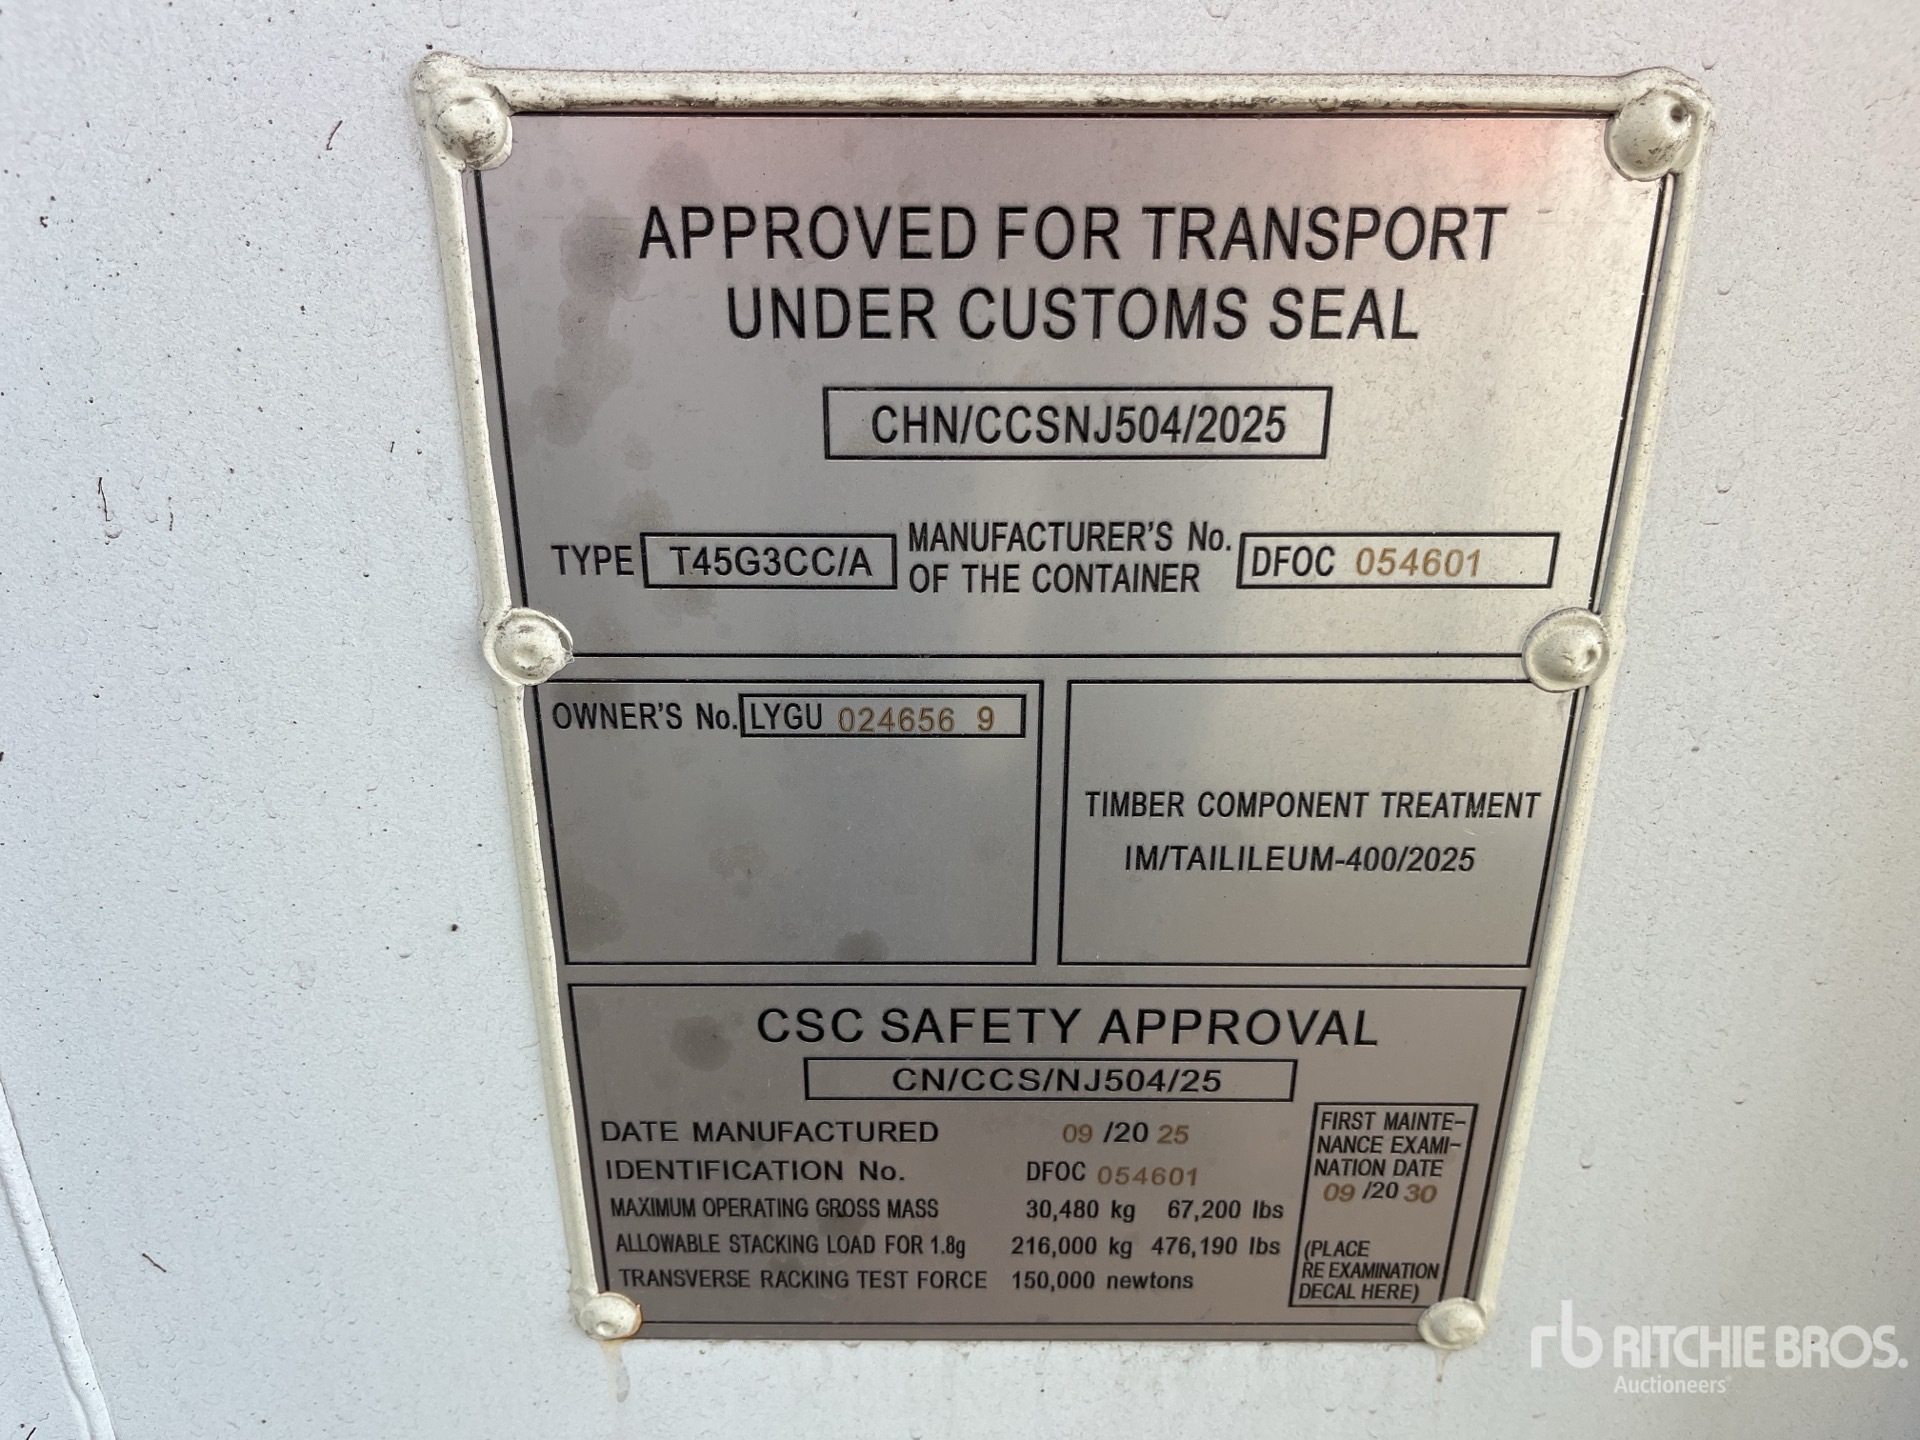 APPROVED FOR TRANSPORT
UNDER CUSTOMS SEAL
CHN/CCSNJ504/2025
TYPE T45G3CC/A MANUFACTURER'S No. OF THE CONTAINER DFOC 054601
OWNER'S No. LYGU 024656 9
TIMBER COMPONENT TREATMENT
IM/TAILILEUM-400/2025
CSC SAFETY APPROVAL
CN/CCS/NJ504/25
DATE MANUFACTURED 09 /20 25
IDENTIFICATION No. DFOC 054601
MAXIMUM OPERATING GROSS MASS 30,480 kg 67,200 lbs
ALLOWABLE STACKING LOAD FOR 1.8g 216,000 kg 476,190 lbs
TRANSVERSE RACKING TEST FORCE 150,000 newtons
FIRST MAINTE-
NANCE EXAMI-
NATION DATE
09 /20 30
(PLACE
RE EXAMINATION
DECAL HERE)
rb RITCHIE BROS.
Auctioneers